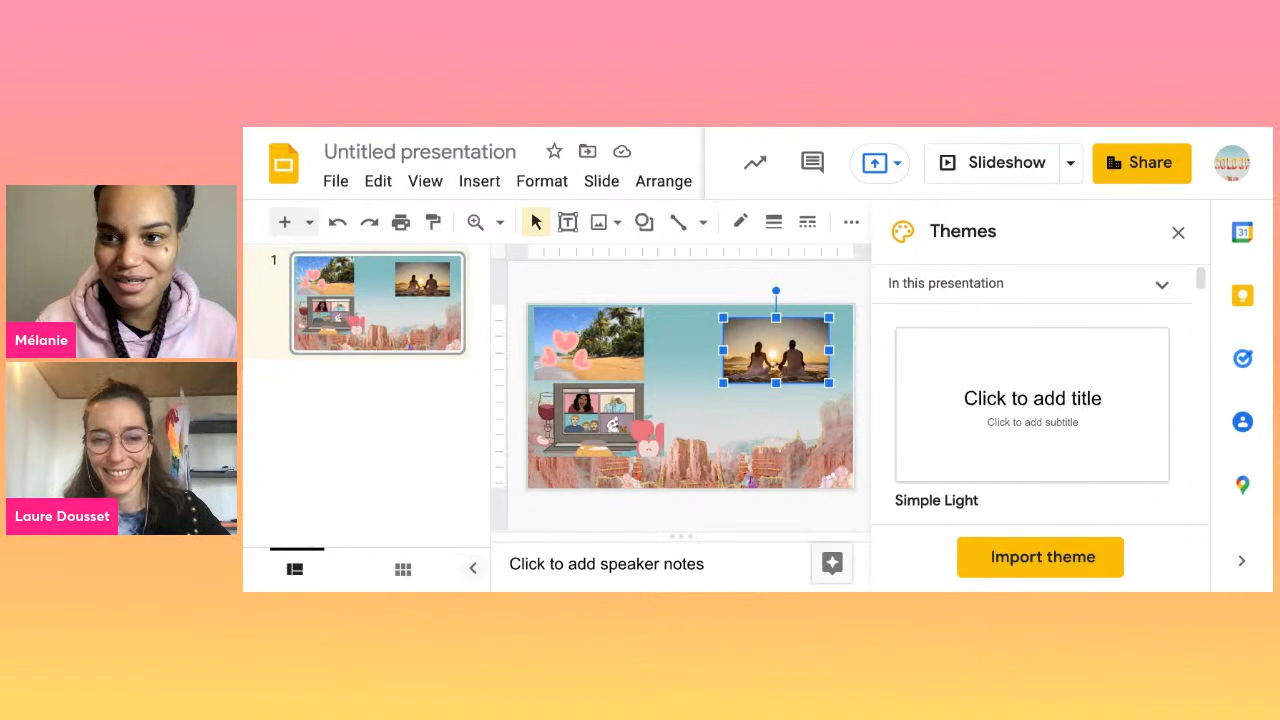 Untitled presentation
File Edit View Insert Format Slide Arrange
Slideshow
Share
1
Themes
In this presentation
Click to add title
Click to add subtitle
Simple Light
Import theme
Click to add speaker notes
31
Mélanie
Laure Dousset